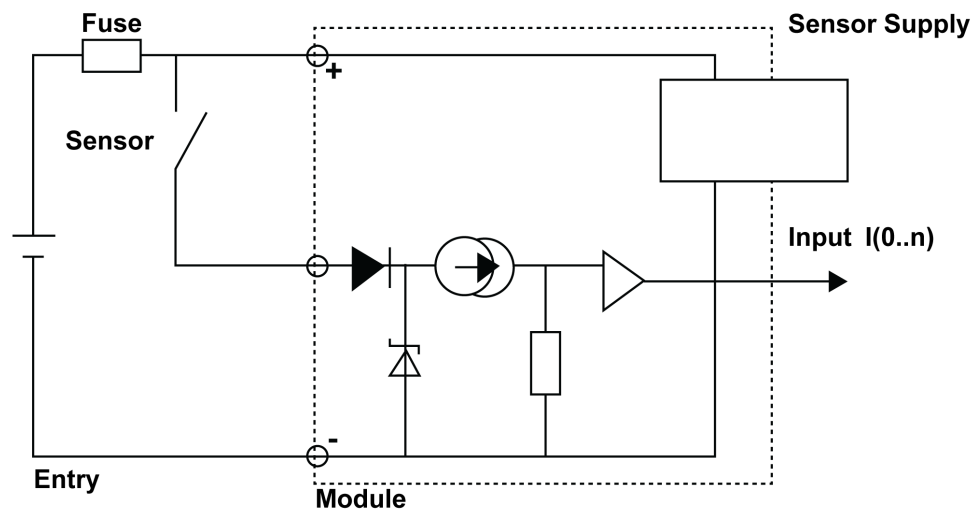 Fuse
Sensor Supply
+
Sensor
Input I(0..n)
-
Entry
Module